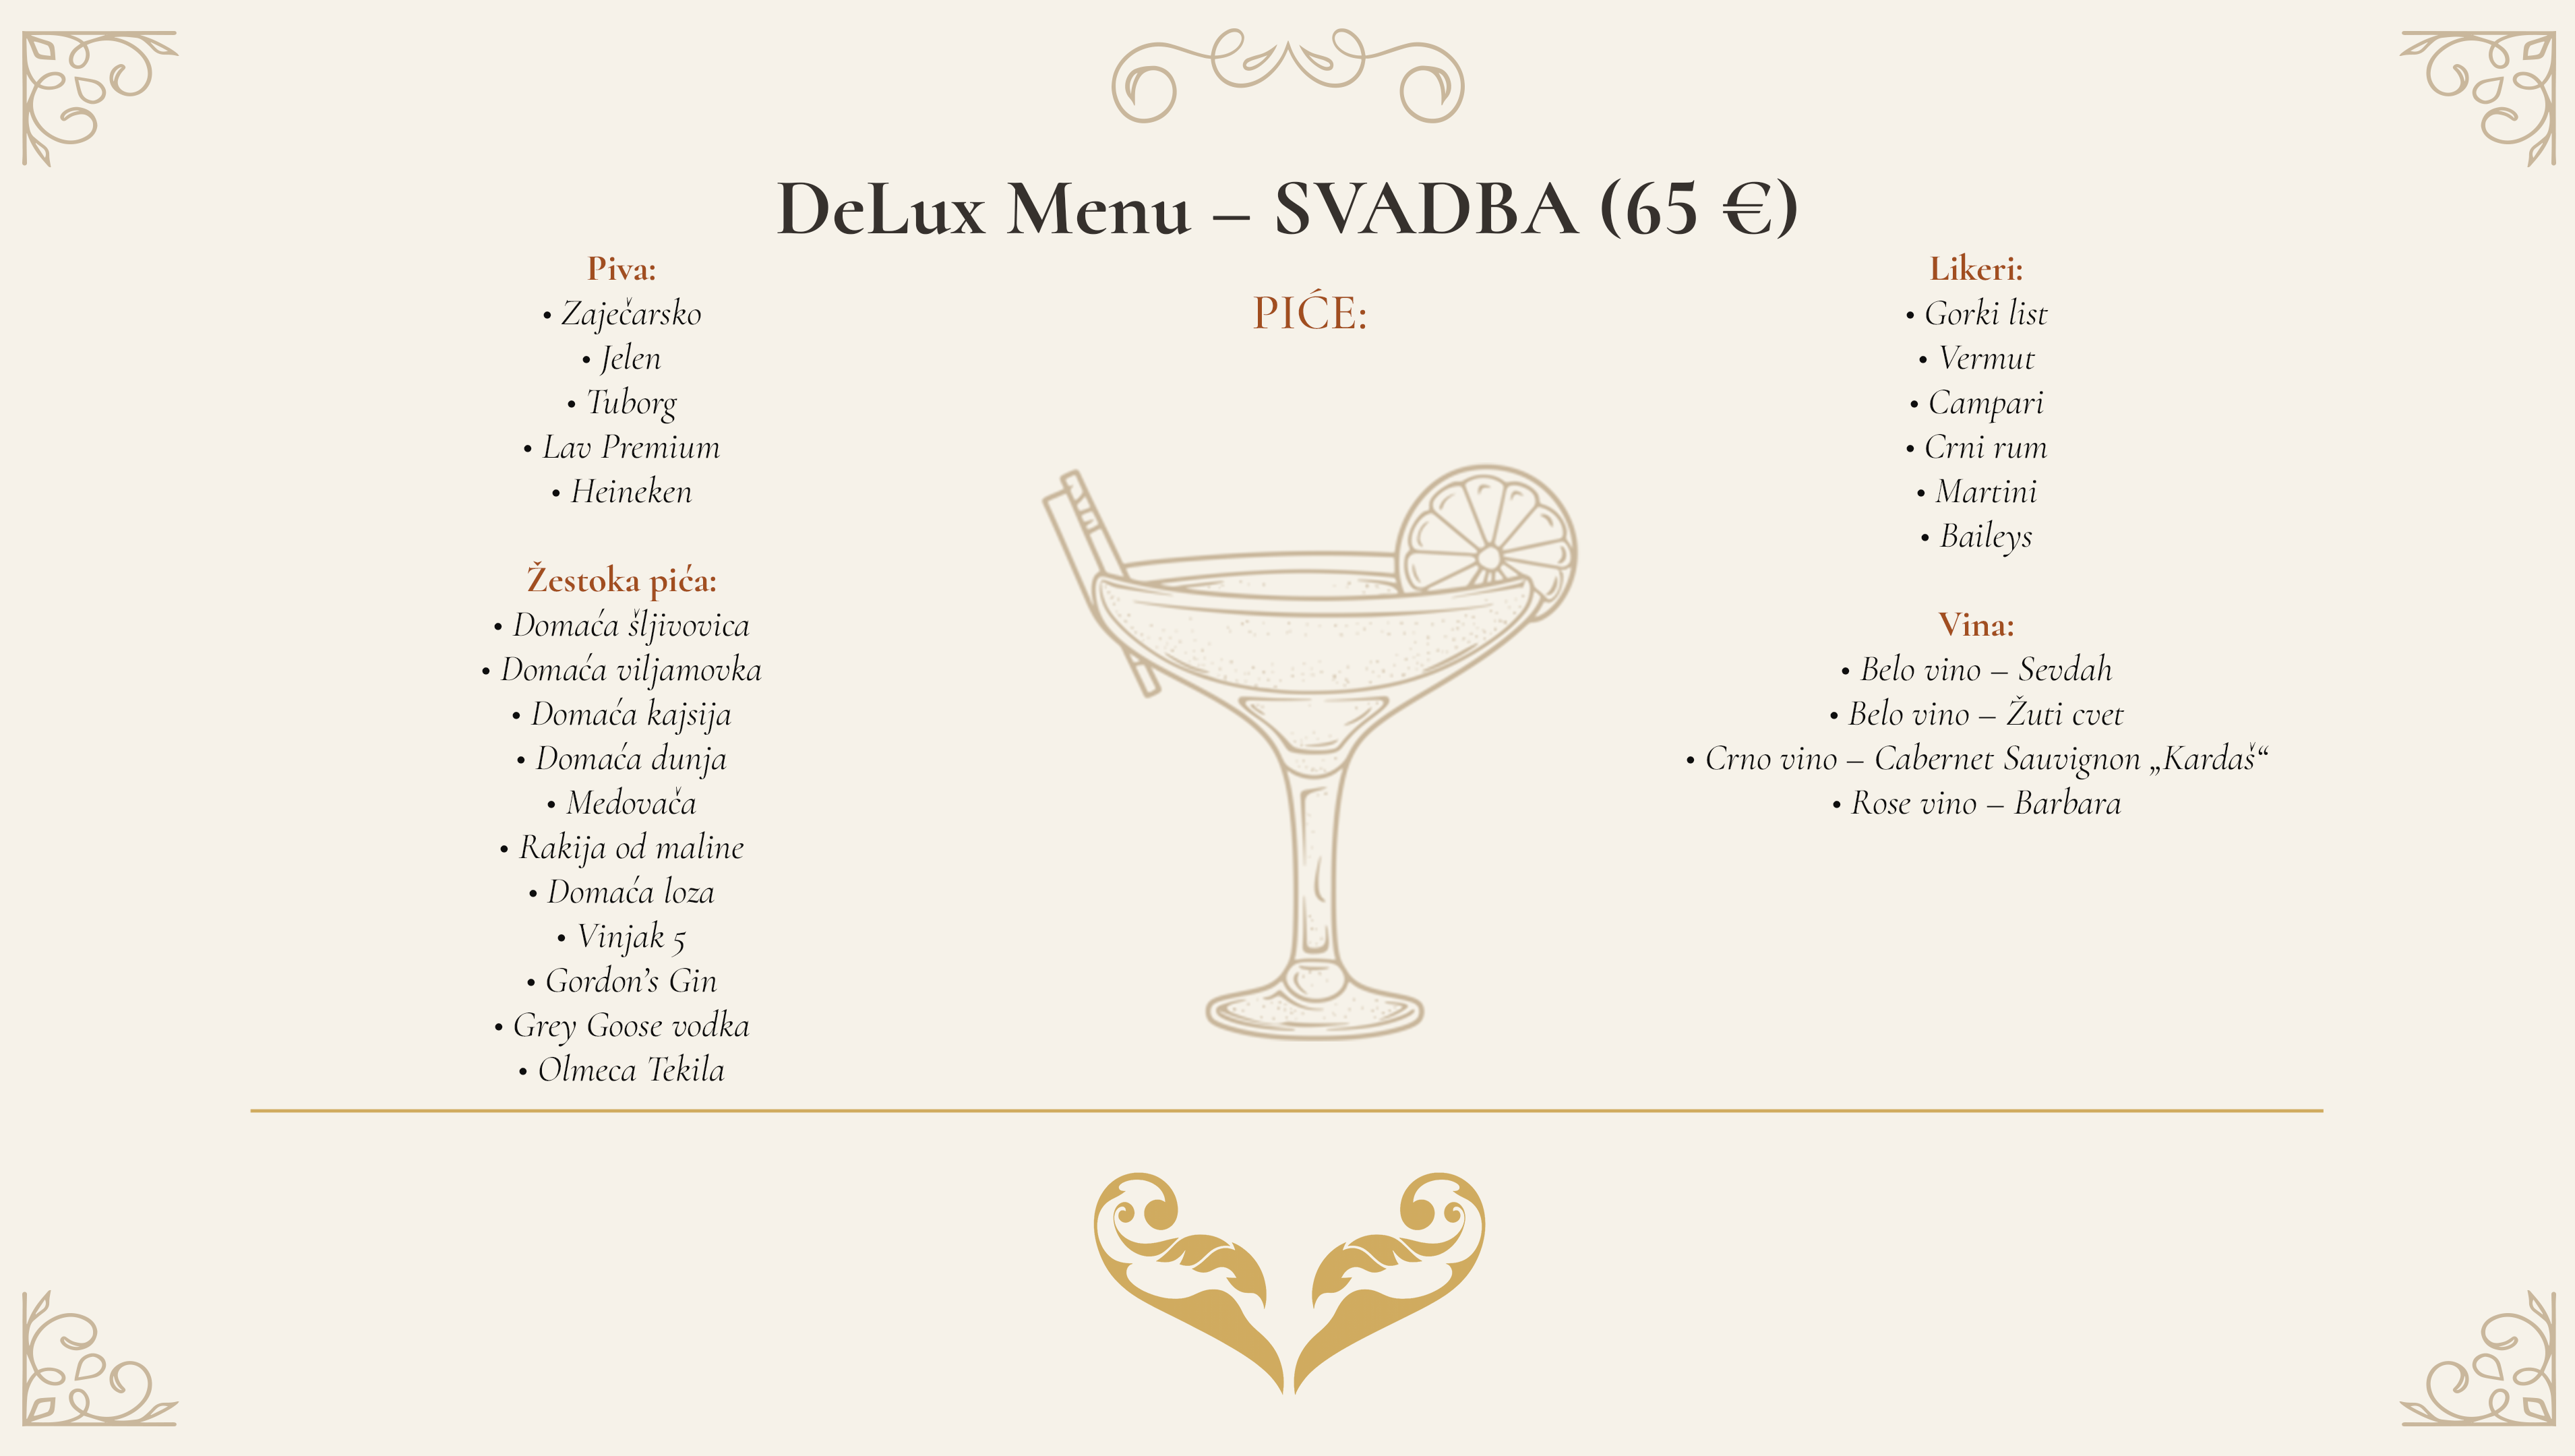 DeLux Menu – SVADBA (65 €)
PIĆE:
Piva:
• Zaječarsko
• Jelen
• Tuborg
• Lav Premium
• Heineken
Žestoka pića:
• Domaća šljivovica
• Domaća viljamovka
• Domaća kajsija
• Domaća dunja
• Medovača
• Rakija od maline
• Domaća loza
• Vinjak 5
• Gordon’s Gin
• Grey Goose vodka
• Olmeca Tekila
Likeri:
• Gorki list
• Vermut
• Campari
• Crni rum
• Martini
• Baileys
Vina:
• Belo vino – Sevdah
• Belo vino – Žuti cvet
• Crno vino – Cabernet Sauvignon „Kardaš“
• Rose vino – Barbara